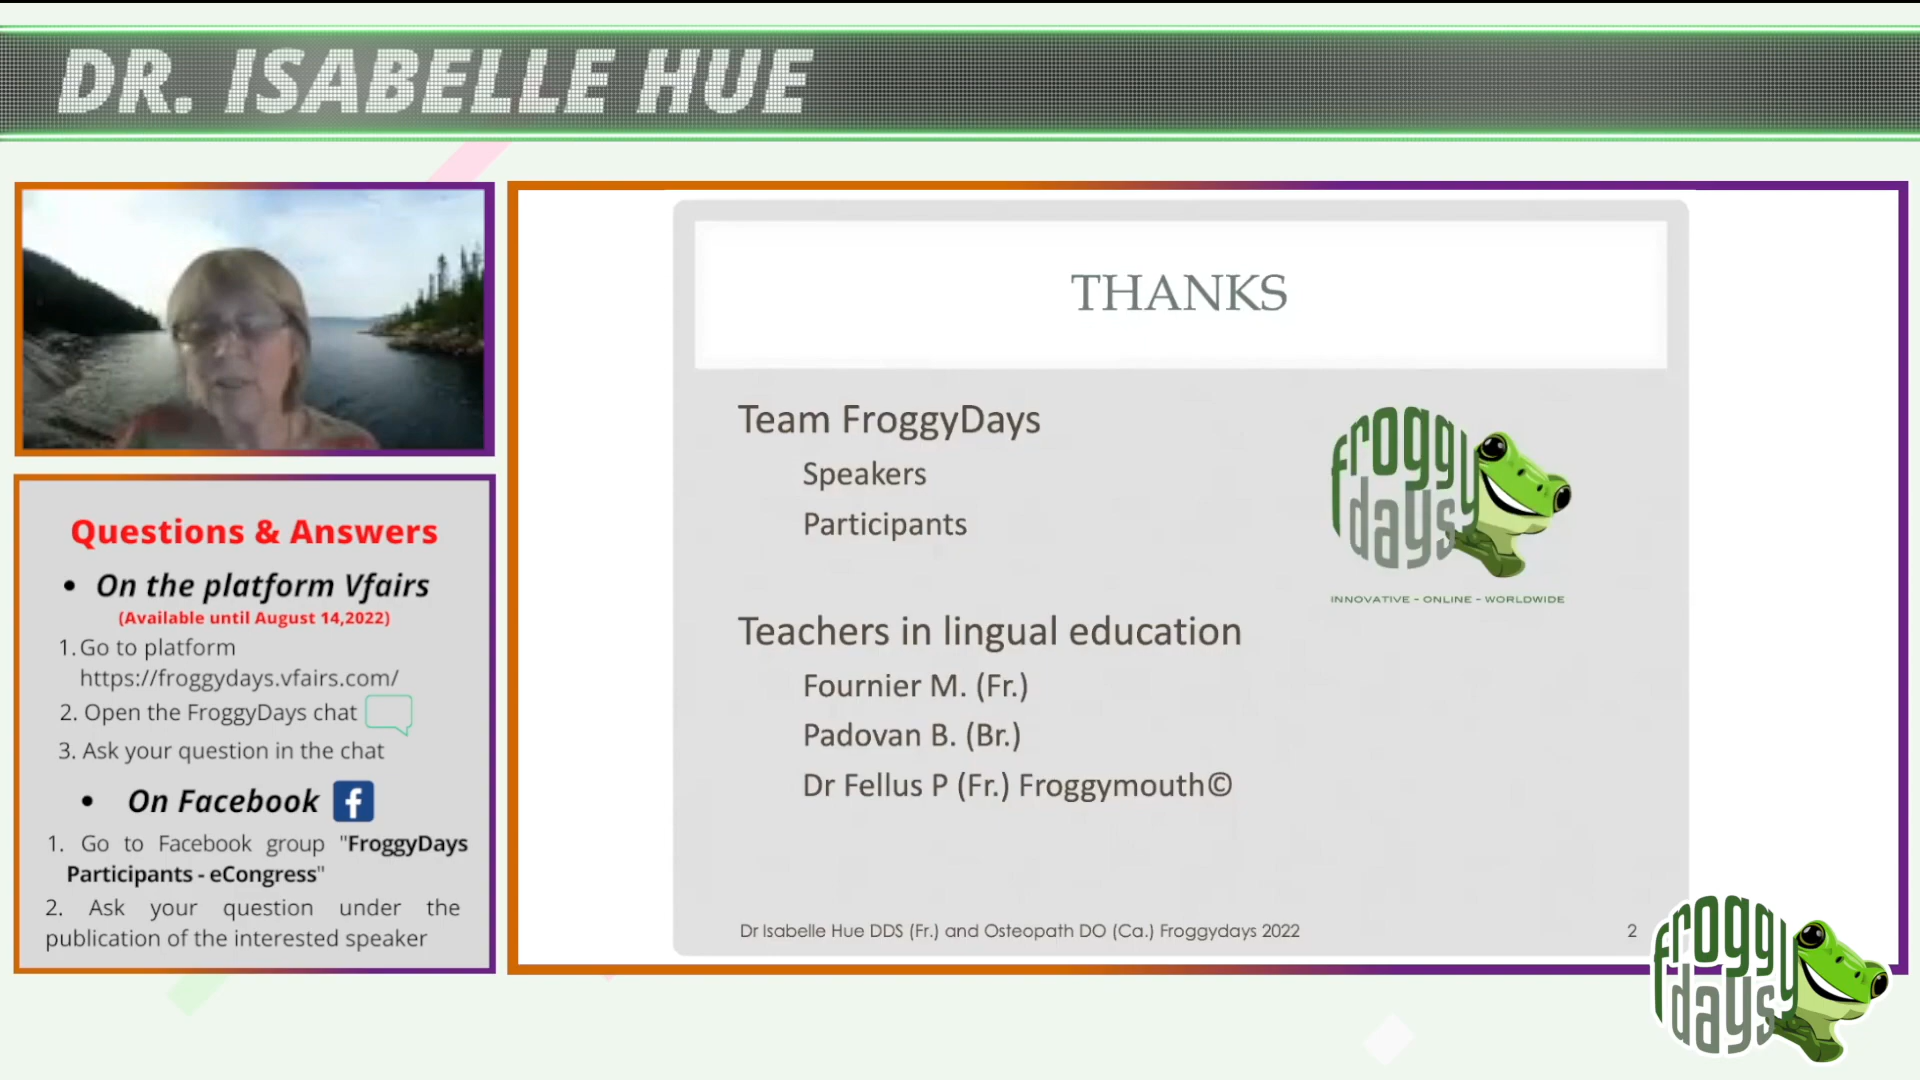 DR. ISABELLE HUE
Questions & Answers
• On the platform Vfairs
(Available until August 14,2022)
1. Go to platform
https://froggydays.vfairs.com/
2. Open the FroggyDays chat
3. Ask your question in the chat
• On Facebook f
1. Go to Facebook group "FroggyDays
Participants - eCongress"
2. Ask your question under the
publication of the interested speaker
THANKS
Team FroggyDays
Speakers
Participants
froggy
days
INNOVATIVE - ONLINE - WORLDWIDE
Teachers in lingual education
Fournier M. (Fr.)
Padovan B. (Br.)
Dr Fellus P (Fr.) Froggymouth©
Dr Isabelle Hue DDS (Fr.) and Osteopath DO (Ca.) Froggydays 2022
2
froggy
days